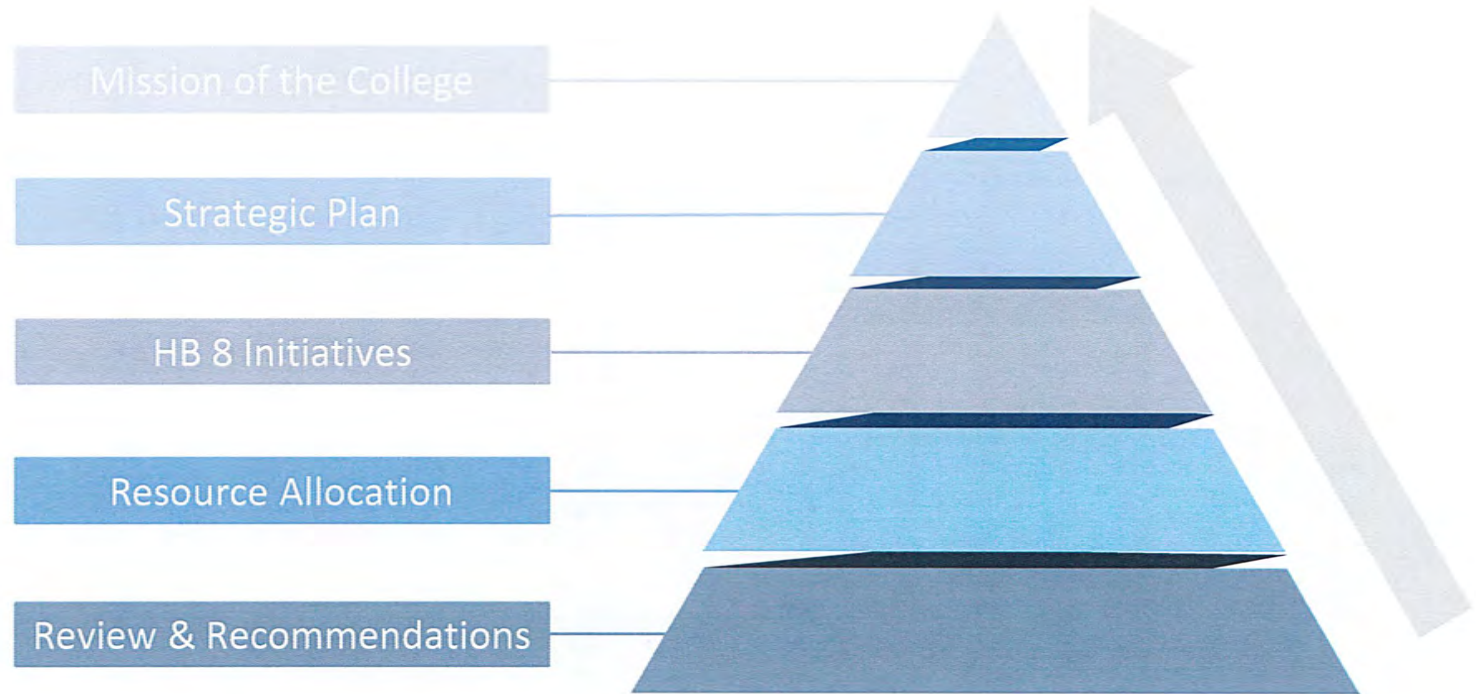 Mission of the College
Strategic Plan
HB 8 Initiatives
Resource Allocation
Review & Recommendations